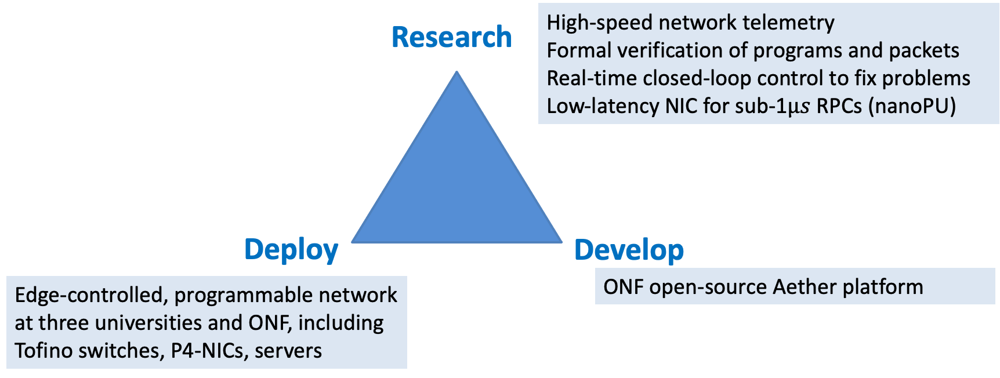 Research
High-speed network telemetry
Formal verification of programs and packets
Real-time closed-loop control to fix problems
Low-latency NIC for sub-1μs RPCs (nanoPU)
Deploy
Edge-controlled, programmable network
at three universities and ONF, including
Tofino switches, P4-NICs, servers
Develop
ONF open-source Aether platform